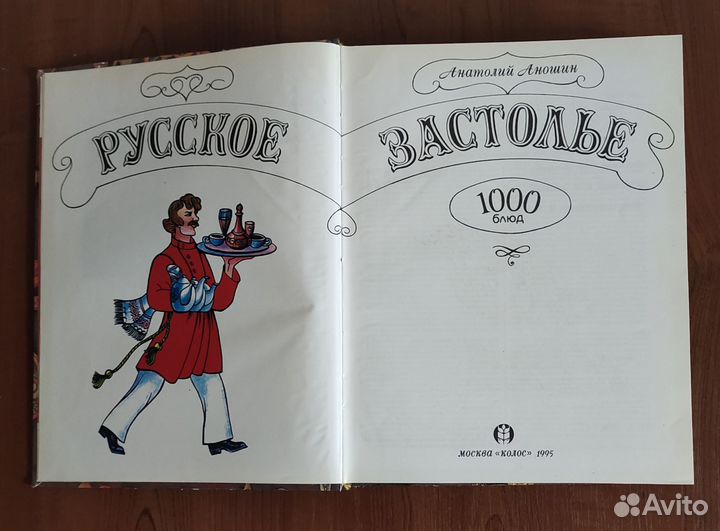 Анатолий Аношин
РУССКОЕ ЗАСТОЛЬЕ
1000
блюд
МОСКВА «КОЛОС» 1995
Avito